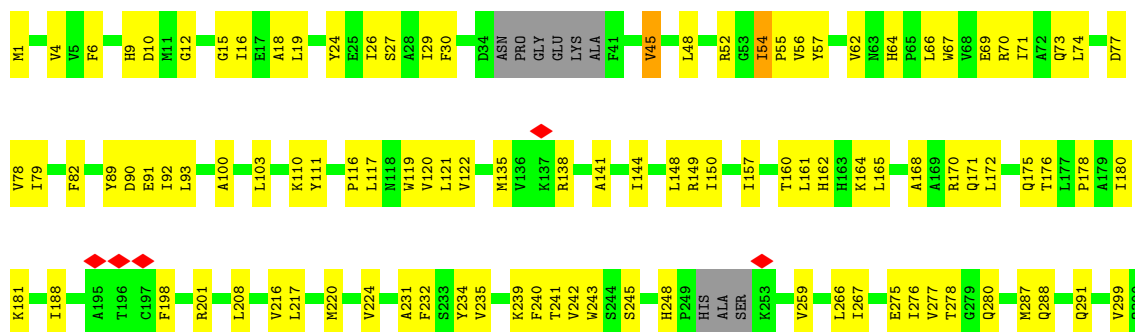 M1 V4 V5 F6 H9 D10 M11 G12 G15 I16 E17 A18 L19 Y24 E25 I26 S27 A28 I29 F30 D34 ASN PRO GLY GLU LYS ALA F41 V45 L48 R52 G53 I54 P55 V56 Y57 V62 N63 H64 P65 L66 W67 V68 E69 R70 I71 A72 Q73 L74 D77
V78 I79 F82 Y89 D90 E91 I92 L93 A100 L103 K110 Y111 P116 L117 N118 W119 V120 L121 V122 M135 V136 K137 R138 A141 I144 L148 R149 I150 I157 T160 L161 H162 H163 K164 L165 A168 A169 R170 Q171 L172 Q175 T176 L177 P178 A179 I180
K181 I188 A195 T196 C197 F198 R201 L208 V216 L217 M220 V224 A231 F232 S233 Y234 V235 K239 F240 T241 V242 W243 S244 S245 H248 P249 HIS ALA SER K253 V259 L266 I267 E275 I276 V277 T278 G279 Q280 M287 Q288 Q291 V299